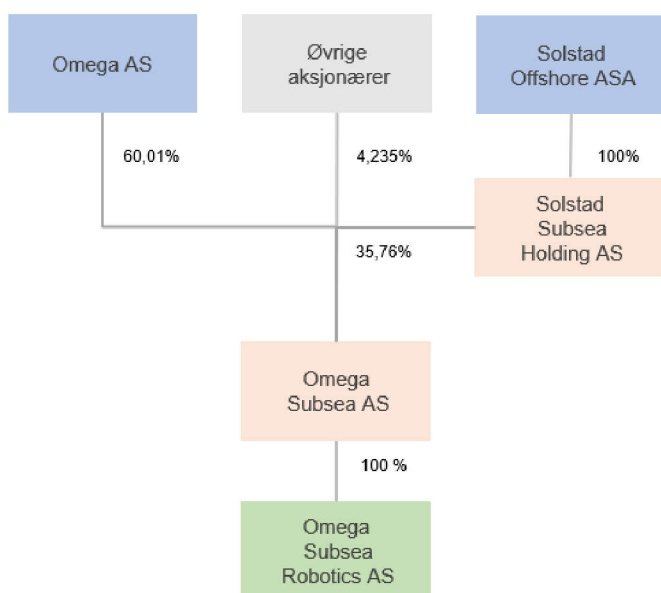 Omega AS
Øvrige
aksjonærer
Solstad
Offshore ASA
60,01%
4,235%
100%
Solstad
Subsea
Holding AS
35,76%
Omega
Subsea AS
100 %
Omega
Subsea
Robotics AS